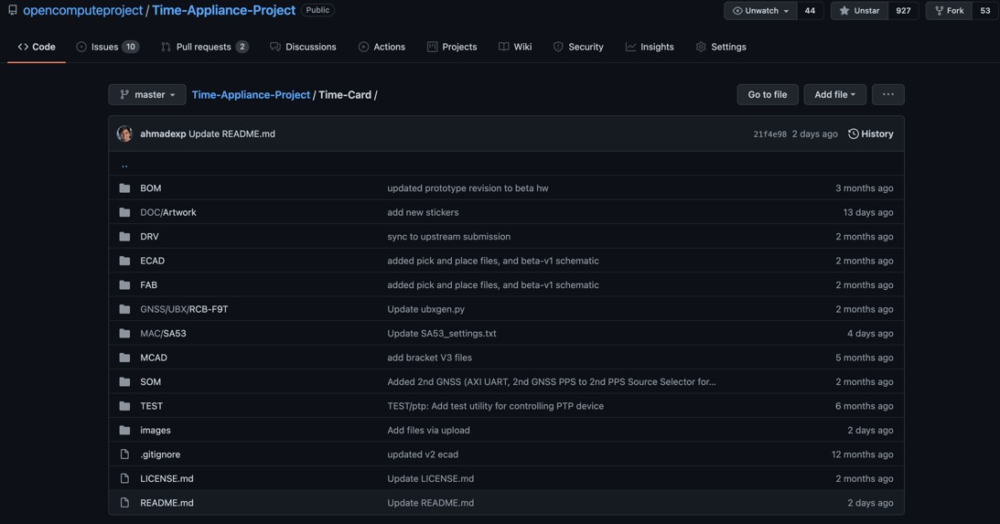 opencomputeproject / Time-Appliance-Project Public Unwatch 44 Unstar 927 Fork 53
Code Issues 10 Pull requests 2 Discussions Actions Projects Wiki Security Insights Settings
master Time-Appliance-Project / Time-Card / Go to file Add file ...
ahmadexp Update README.md 21f4e98 2 days ago History
..
BOM updated prototype revision to beta hw 3 months ago
DOC/Artwork add new stickers 13 days ago
DRV sync to upstream submission 2 months ago
ECAD added pick and place files, and beta-v1 schematic 2 months ago
FAB added pick and place files, and beta-v1 schematic 2 months ago
GNSS/UBX/RCB-F9T Update ubxgen.py 2 months ago
MAC/SA53 Update SA53_settings.txt 4 days ago
MCAD add bracket V3 files 5 months ago
SOM Added 2nd GNSS (AXI UART, 2nd GNSS PPS to 2nd PPS Source Selector for... 2 months ago
TEST TEST/ptp: Add test utility for controlling PTP device 6 months ago
images Add files via upload 2 days ago
.gitignore updated v2 ecad 12 months ago
LICENSE.md Update LICENSE.md 2 months ago
README.md Update README.md 2 days ago